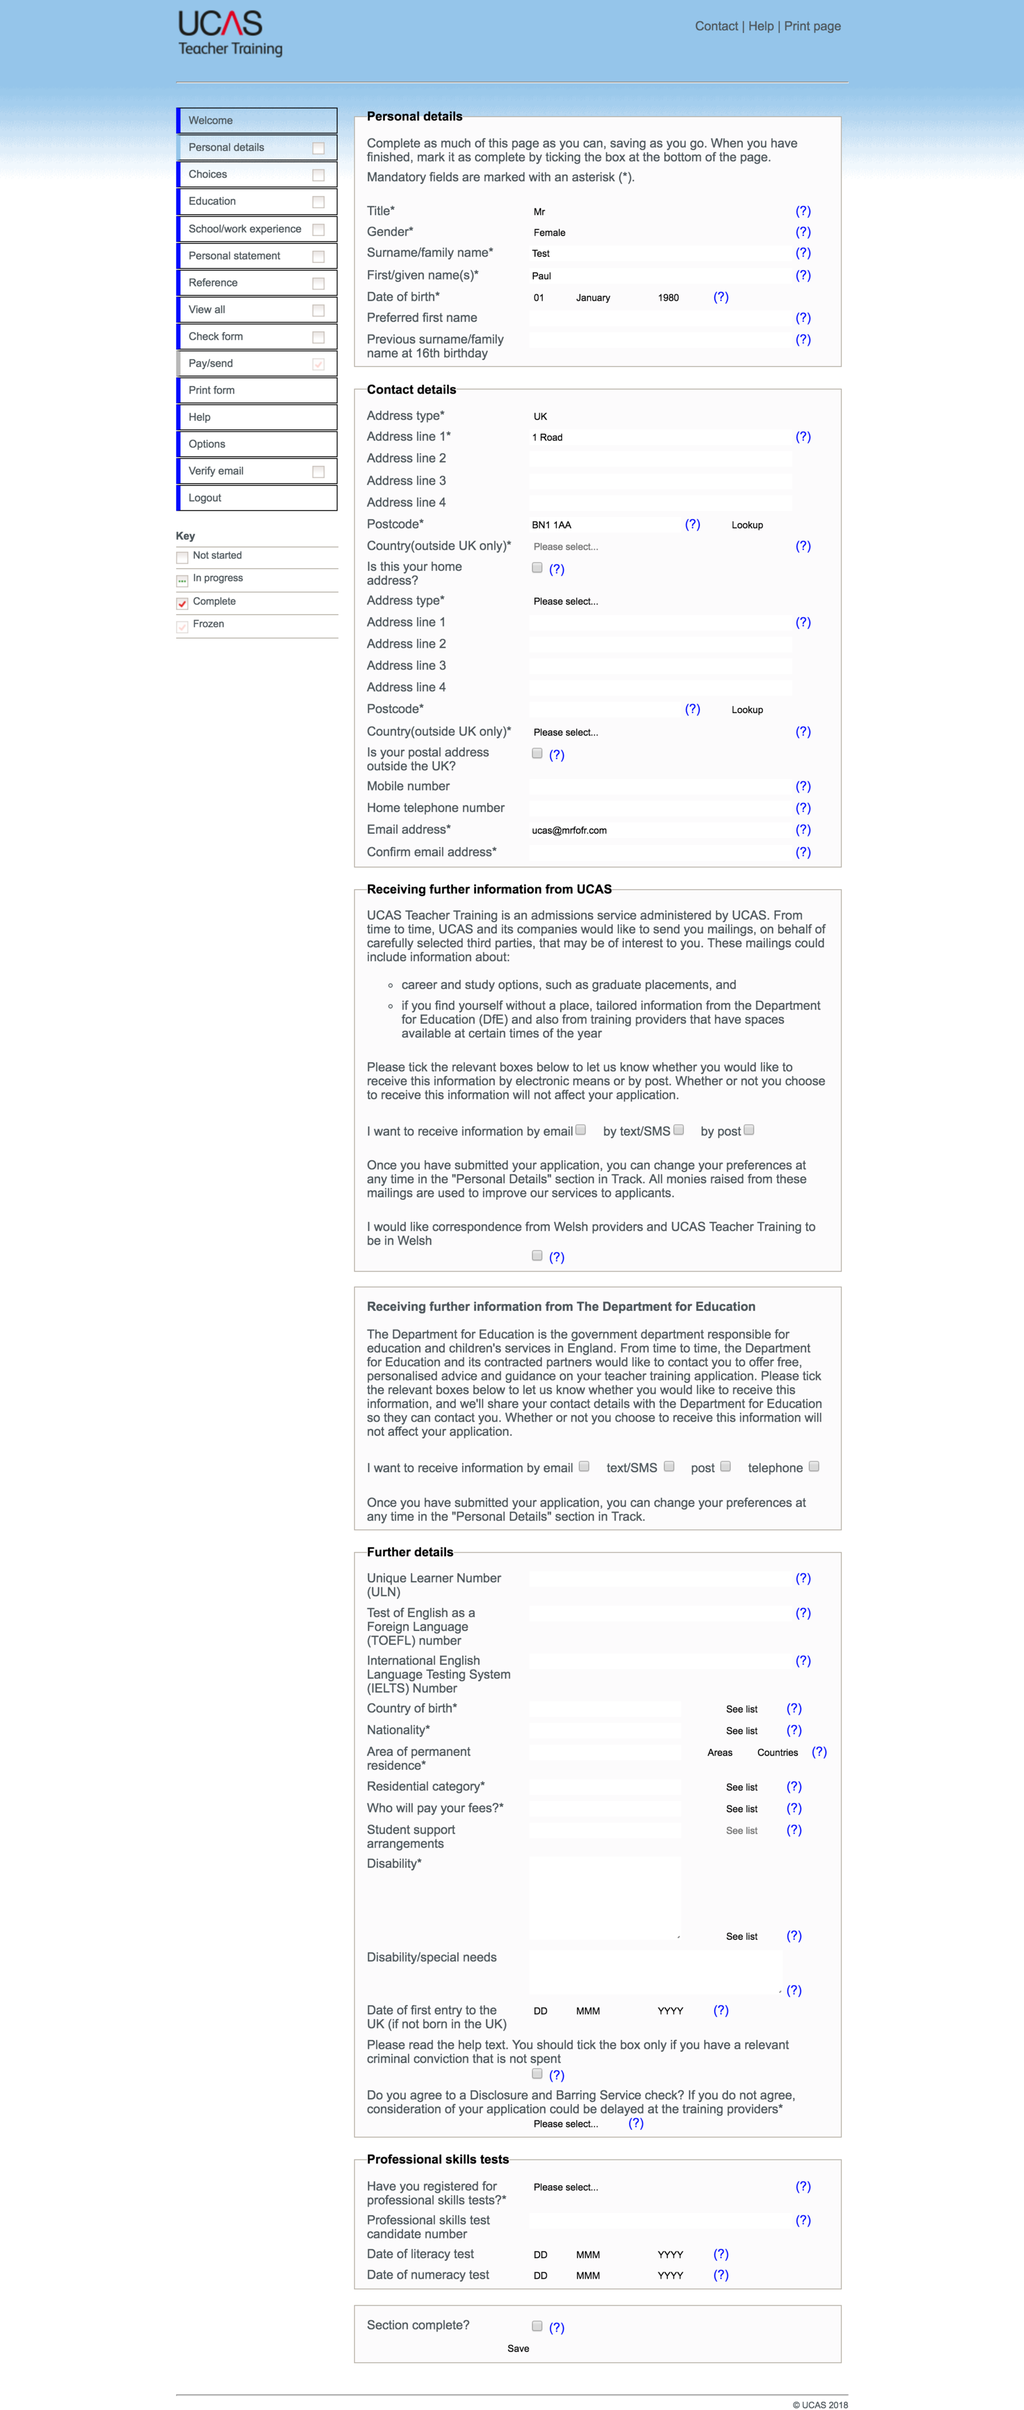 UCAS
Teacher Training
Contact | Help | Print page
Welcome
Personal details
Choices
Education
School/work experience
Personal statement
Reference
View all
Check form
Pay/send
Print form
Help
Options
Verify email
Logout
Key
Not started
In progress
Complete
Frozen
Personal details
Complete as much of this page as you can, saving as you go. When you have
finished, mark it as complete by ticking the box at the bottom of the page.
Mandatory fields are marked with an asterisk (*).
Title* Mr (?)
Gender* Female (?)
Surname/family name* Test (?)
First/given name(s)* Paul (?)
Date of birth* 01 January 1980 (?)
Preferred first name (?)
Previous surname/family (?)
name at 16th birthday
Contact details
Address type* UK
Address line 1* 1 Road (?)
Address line 2
Address line 3
Address line 4
Postcode* BN1 1AA (?) Lookup
Country(outside UK only)* Please select... (?)
Is this your home
address? (?)
Address type* Please select...
Address line 1 (?)
Address line 2
Address line 3
Address line 4
Postcode* (?) Lookup
Country(outside UK only)* Please select... (?)
Is your postal address (?)
outside the UK?
Mobile number (?)
Home telephone number (?)
Email address* ucas@mrfofr.com (?)
Confirm email address* (?)
Receiving further information from UCAS
UCAS Teacher Training is an admissions service administered by UCAS. From
time to time, UCAS and its companies would like to send you mailings, on behalf of
carefully selected third parties, that may be of interest to you. These mailings could
include information about:
career and study options, such as graduate placements, and
if you find yourself without a place, tailored information from the Department
for Education (DfE) and also from training providers that have spaces
available at certain times of the year
Please tick the relevant boxes below to let us know whether you would like to
receive this information by electronic means or by post. Whether or not you choose
to receive this information will not affect your application.
I want to receive information by email by text/SMS by post
Once you have submitted your application, you can change your preferences at
any time in the "Personal Details" section in Track. All monies raised from these
mailings are used to improve our services to applicants.
I would like correspondence from Welsh providers and UCAS Teacher Training to
be in Welsh
(?)
Receiving further information from The Department for Education
The Department for Education is the government department responsible for
education and children's services in England. From time to time, the Department
for Education and its contracted partners would like to contact you to offer free,
personalised advice and guidance on your teacher training application. Please tick
the relevant boxes below to let us know whether you would like to receive this
information, and we'll share your contact details with the Department for Education
so they can contact you. Whether or not you choose to receive this information will
not affect your application.
I want to receive information by email text/SMS post telephone
Once you have submitted your application, you can change your preferences at
any time in the "Personal Details" section in Track.
Further details
Unique Learner Number (?)
(ULN)
Test of English as a (?)
Foreign Language
(TOEFL) number
International English (?)
Language Testing System
(IELTS) Number
Country of birth* See list (?)
Nationality* See list (?)
Area of permanent Areas Countries (?)
residence*
Residential category* See list (?)
Who will pay your fees?* See list (?)
Student support See list (?)
arrangements
Disability*
See list (?)
Disability/special needs
(?)
Date of first entry to the DD MMM YYYY (?)
UK (if not born in the UK)
Please read the help text. You should tick the box only if you have a relevant
criminal conviction that is not spent
(?)
Do you agree to a Disclosure and Barring Service check? If you do not agree,
consideration of your application could be delayed at the training providers*
Please select... (?)
Professional skills tests
Have you registered for Please select... (?)
professional skills tests?*
Professional skills test (?)
candidate number
Date of literacy test DD MMM YYYY (?)
Date of numeracy test DD MMM YYYY (?)
Section complete? (?)
Save
© UCAS 2018